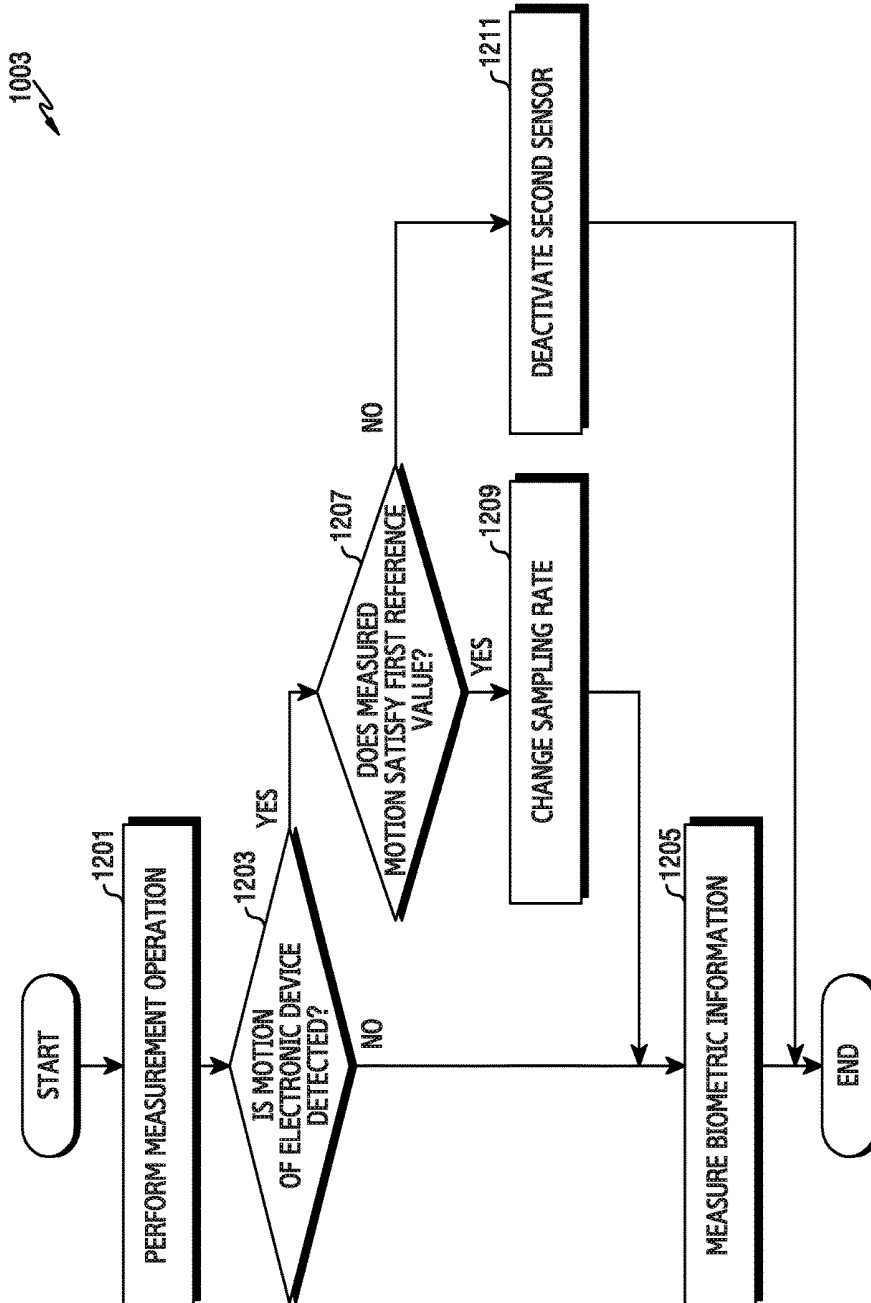 1003
START
1201
PERFORM MEASUREMENT OPERATION
1203
IS MOTION
OF ELECTRONIC DEVICE
DETECTED?
YES
NO
1207
DOES MEASURED
MOTION SATISFY FIRST REFERENCE
VALUE?
NO
YES
1209
CHANGE SAMPLING RATE
1211
DEACTIVATE SECOND SENSOR
1205
MEASURE BIOMETRIC INFORMATION
END